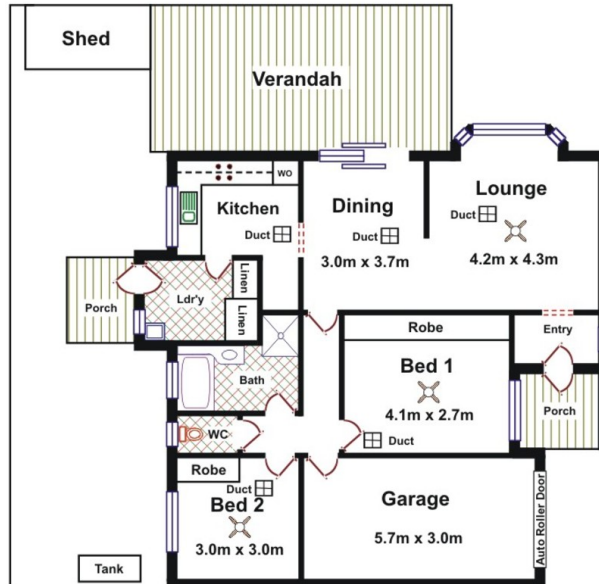 Shed
Verandah
WO
Kitchen
Duct
Dining
Duct
3.0m x 3.7m
Lounge
Duct
4.2m x 4.3m
Porch
Ldr'y
Linen
Linen
Entry
Robe
Bath
Bed 1
4.1m x 2.7m
Porch
WC
Duct
Robe
Duct
Bed 2
3.0m x 3.0m
Garage
5.7m x 3.0m
Auto Roller Door
Tank